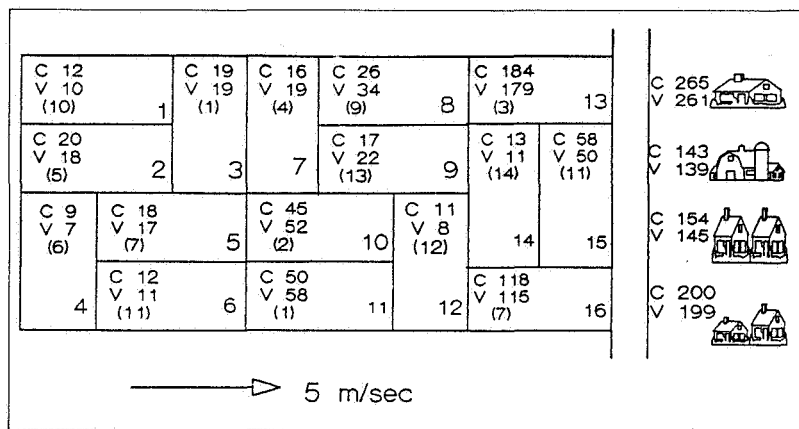 C 12
V 10
(10) 1
C 20
V 18
(5) 2
C 19
V 19
(1)
3
C 9
V 7
(6)
4
C 18
V 17
(7) 5
C 12
V 11
(11) 6
C 16
V 19
(4)
7
C 26
V 34
(9) 8
C 17
V 22
(13) 9
C 45
V 52
(2) 10
C 50
V 58
(1) 11
C 11
V 8
(12)
12
C 184
V 179
(3) 13
C 13
V 11
(14)
14
C 58
V 50
(11)
15
C 118
V 115
(7) 16
C 265
V 261
C 143
V 139
C 154
V 145
C 200
V 199
5 m/sec